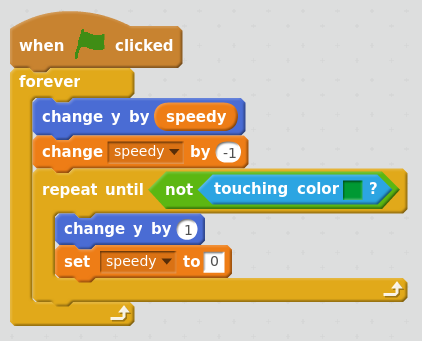 when clicked
forever
change y by speedy
change speedy by -1
repeat until not touching color ?
change y by 1
set speedy to 0